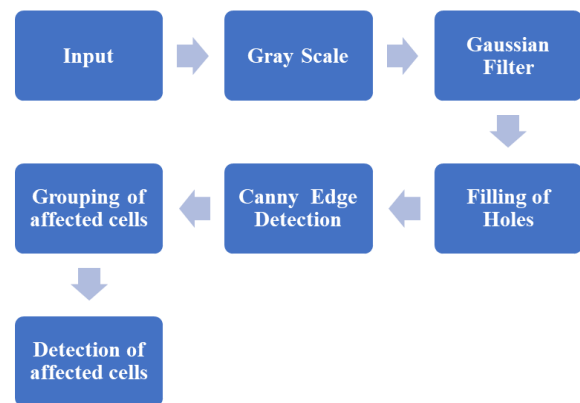 Input
Gray Scale
Gaussian
Filter
Filling of
Holes
Canny Edge
Detection
Grouping of
affected cells
Detection of
affected cells